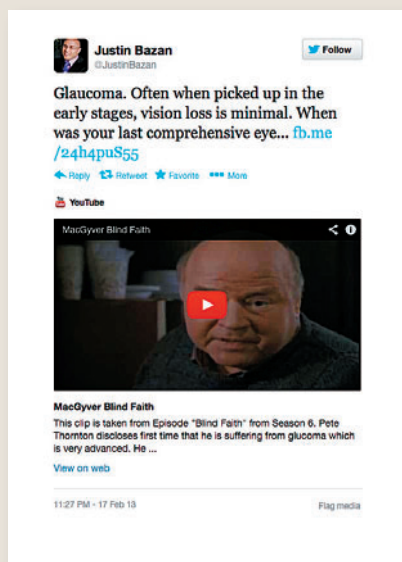 Justin Bazan
@JustinBazan
Follow
Glaucoma. Often when picked up in the
early stages, vision loss is minimal. When
was your last comprehensive eye... fb.me
/24h4puS55
Reply Retweet Favorite More
YouTube
MacGyver Blind Faith
MacGyver Blind Faith
This clip is taken from Episode "Blind Faith" from Season 6. Pete
Thornton discloses first time that he is suffering from glucoma which
is very advanced. He ...
View on web
11:27 PM - 17 Feb 13
Flag media